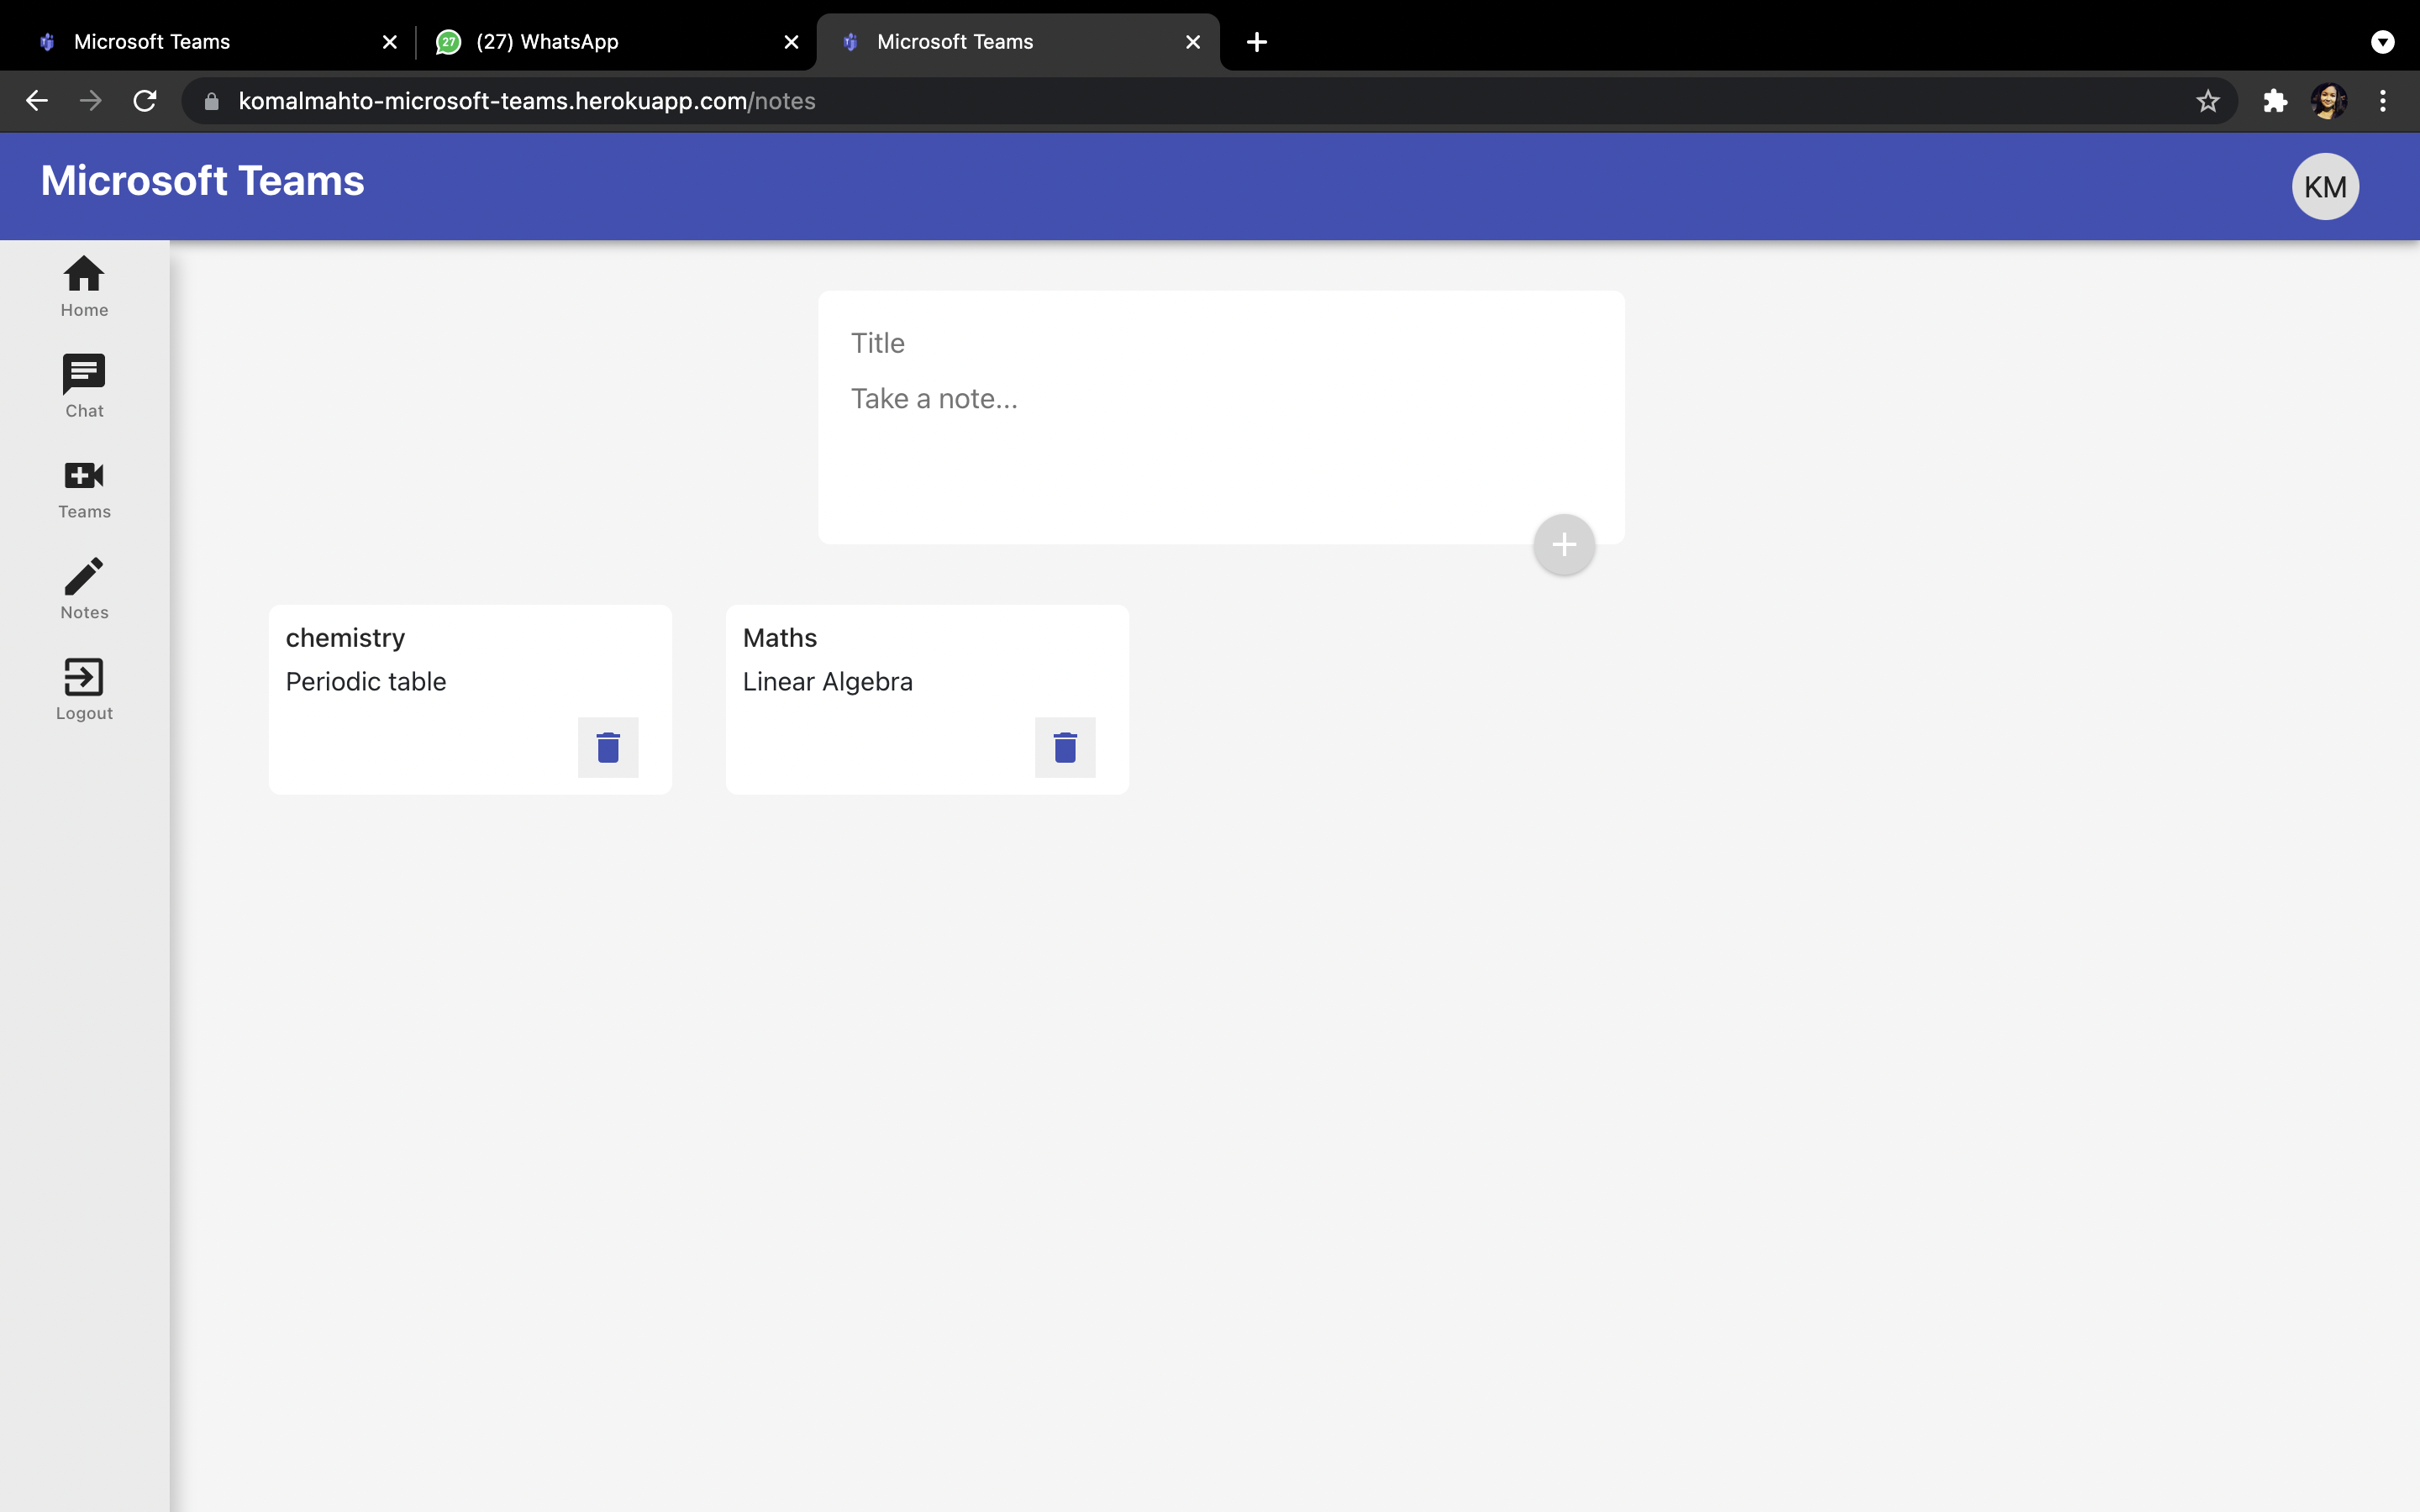 Microsoft Teams
27
(27) WhatsApp
Microsoft Teams
komalmahto-microsoft-teams.herokuapp.com/notes
Microsoft Teams
KM
Home
Chat
Teams
Notes
Logout
Title
Take a note...
chemistry
Periodic table
Maths
Linear Algebra